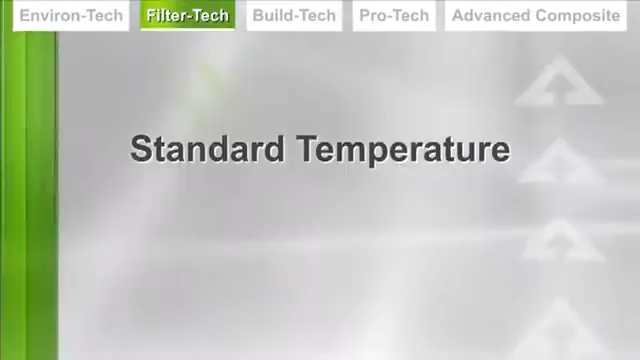 Environ-Tech Filter-Tech Build-Tech Pro-Tech Advanced Composite
Standard Temperature